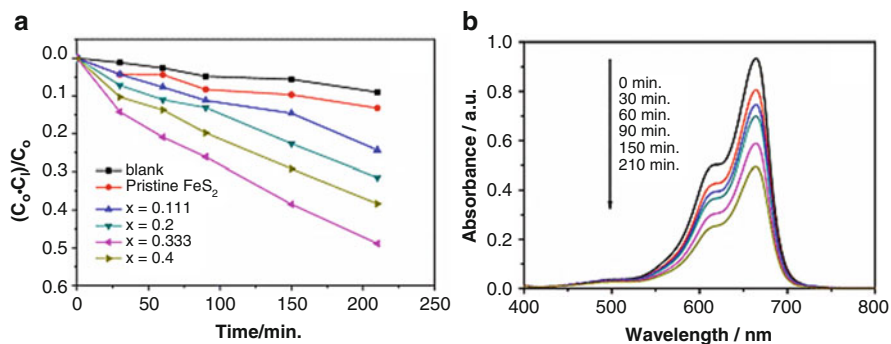 a
(C₀-Cₜ)/C₀
0.0
0.1
0.2
0.3
0.4
0.5
0.6
blank
Pristine FeS₂
x = 0.111
x = 0.2
x = 0.333
x = 0.4
0 50 100 150 200 250
Time/min.
b
Absorbance / a.u.
1.0
0.8
0.6
0.4
0.2
0.0
0 min.
30 min.
60 min.
90 min.
150 min.
210 min.
400 500 600 700 800
Wavelength / nm